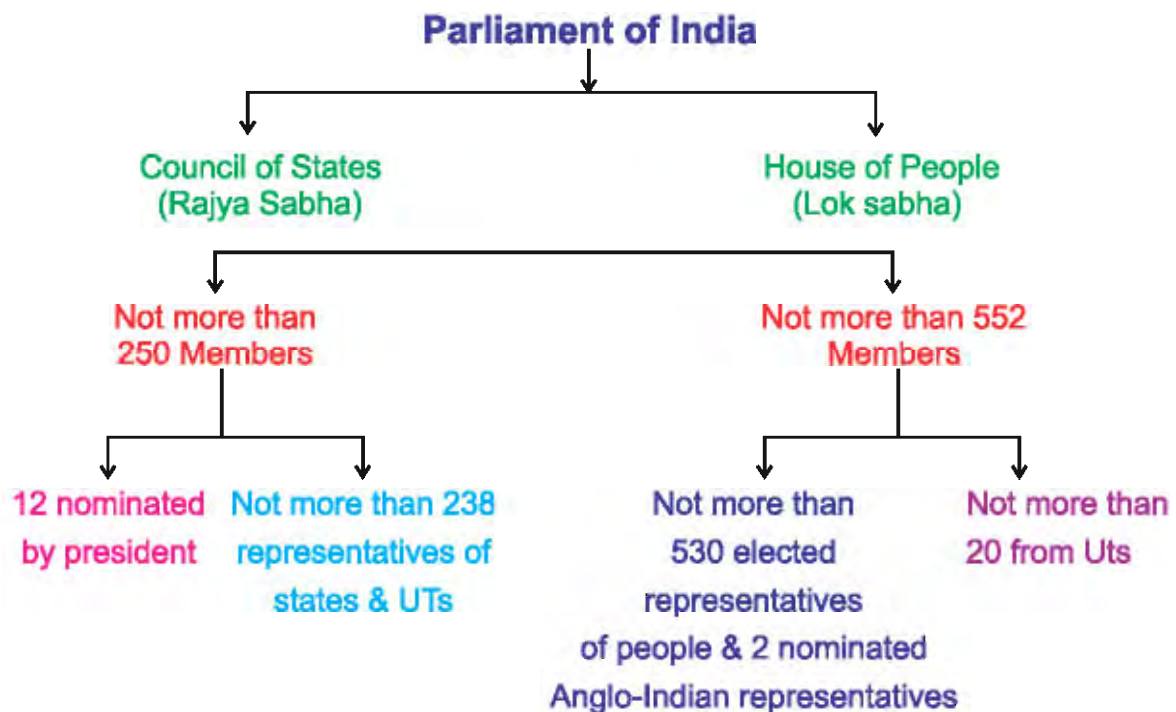 Parliament of India
Council of States
(Rajya Sabha)
House of People
(Lok sabha)
Not more than
250 Members
Not more than 552
Members
12 nominated
by president
Not more than 238
representatives of
states & UTs
Not more than
530 elected
representatives
of people & 2 nominated
Anglo-Indian representatives
Not more than
20 from Uts